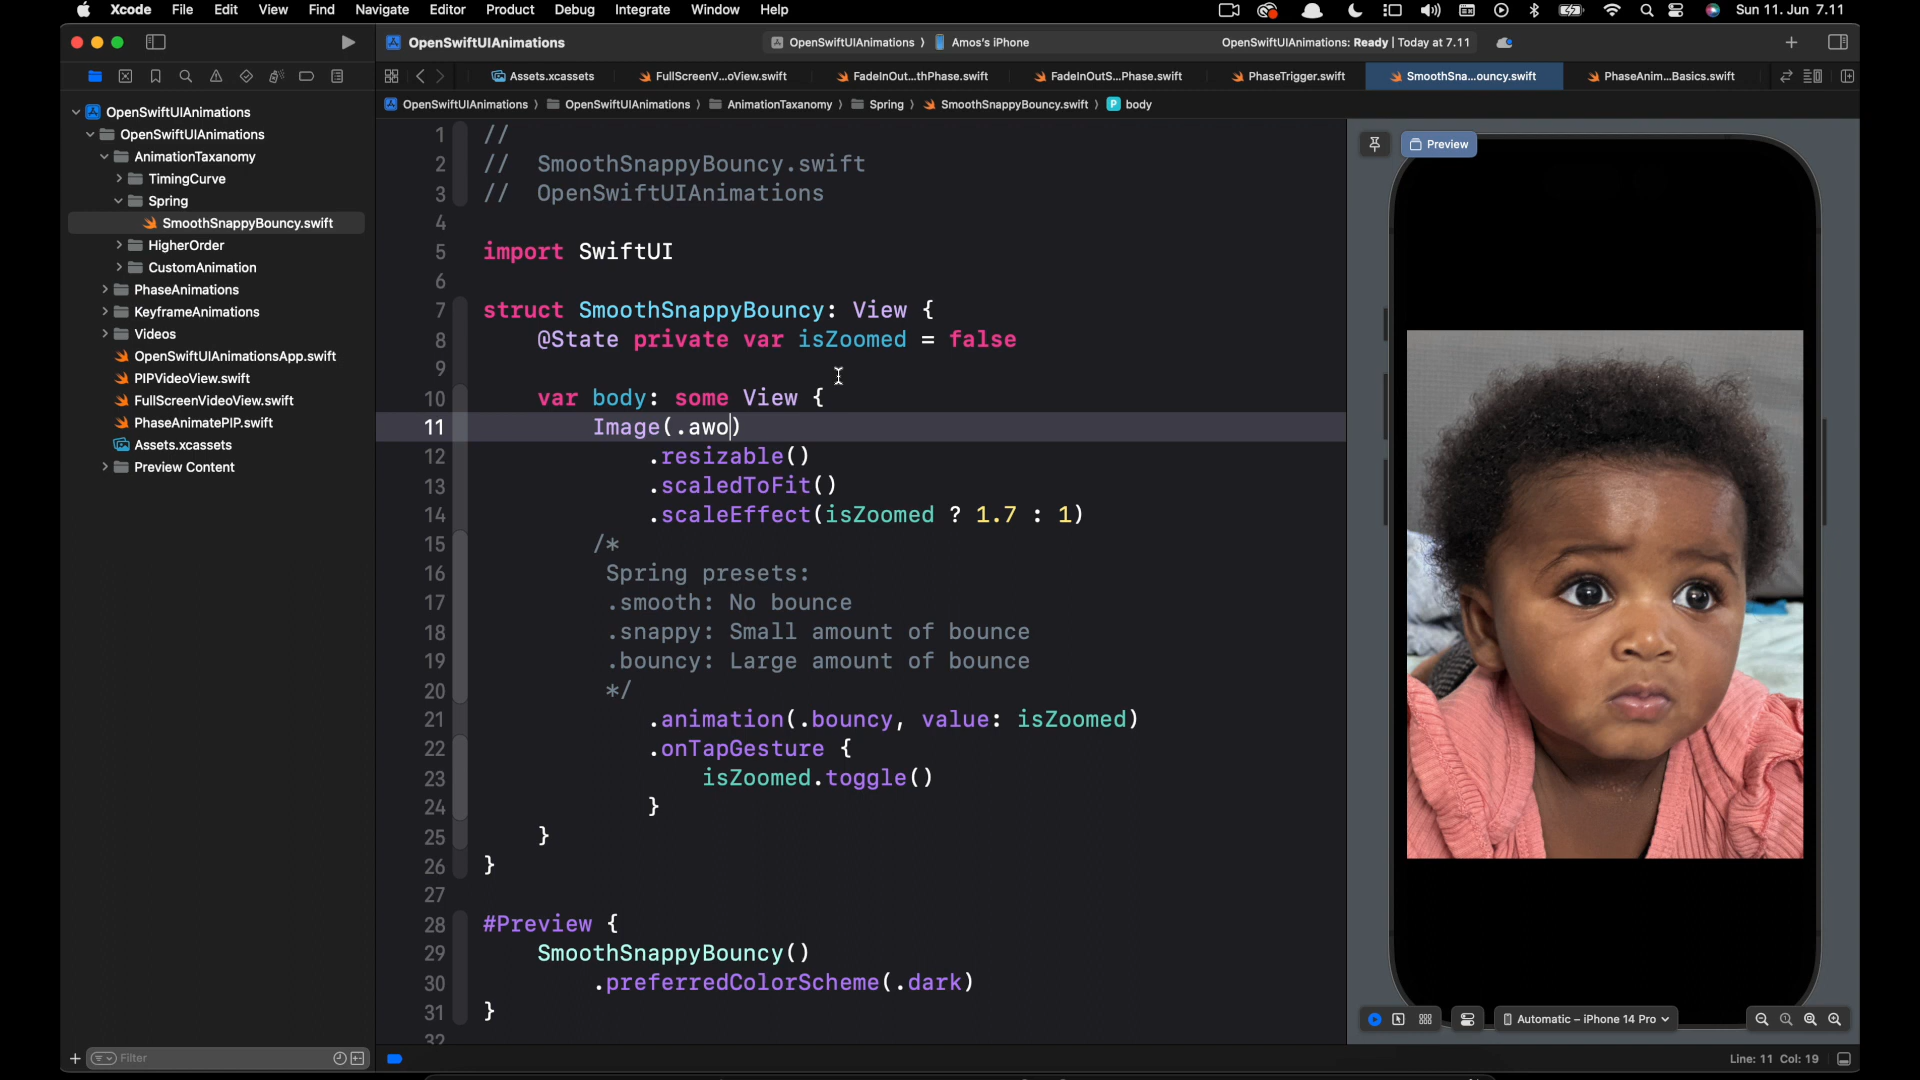 Xcode File Edit View Find Navigate Editor Product Debug Integrate Window Help Sun 11. Jun 7.11
OpenSwiftUIAnimations OpenSwiftUIAnimations Amos's iPhone OpenSwiftUIAnimations: Ready | Today at 7.11
Assets.xcassets FullScreenV...oView.swift FadeInOut...thPhase.swift FadeInOutS...Phase.swift PhaseTrigger.swift SmoothSna...ouncy.swift PhaseAnim...Basics.swift
OpenSwiftUIAnimations OpenSwiftUIAnimations AnimationTaxanomy Spring SmoothSnappyBouncy.swift P body
OpenSwiftUIAnimations
OpenSwiftUIAnimations
AnimationTaxanomy
TimingCurve
Spring
SmoothSnappyBouncy.swift
HigherOrder
CustomAnimation
PhaseAnimations
KeyframeAnimations
Videos
OpenSwiftUIAnimationsApp.swift
PIPVideoView.swift
FullScreenVideoView.swift
PhaseAnimatePIP.swift
Assets.xcassets
Preview Content
Filter
1 //
2 // SmoothSnappyBouncy.swift
3 // OpenSwiftUIAnimations
4
5 import SwiftUI
6
7 struct SmoothSnappyBouncy: View {
8 @State private var isZoomed = false
9
10 var body: some View {
11 Image(.awo)
12 .resizable()
13 .scaledToFit()
14 .scaleEffect(isZoomed ? 1.7 : 1)
15 /*
16 Spring presets:
17 .smooth: No bounce
18 .snappy: Small amount of bounce
19 .bouncy: Large amount of bounce
20 */
21 .animation(.bouncy, value: isZoomed)
22 .onTapGesture {
23 isZoomed.toggle()
24 }
25 }
26 }
27
28 #Preview {
29 SmoothSnappyBouncy()
30 .preferredColorScheme(.dark)
31 }
32
Preview
Automatic – iPhone 14 Pro
Line: 11 Col: 19